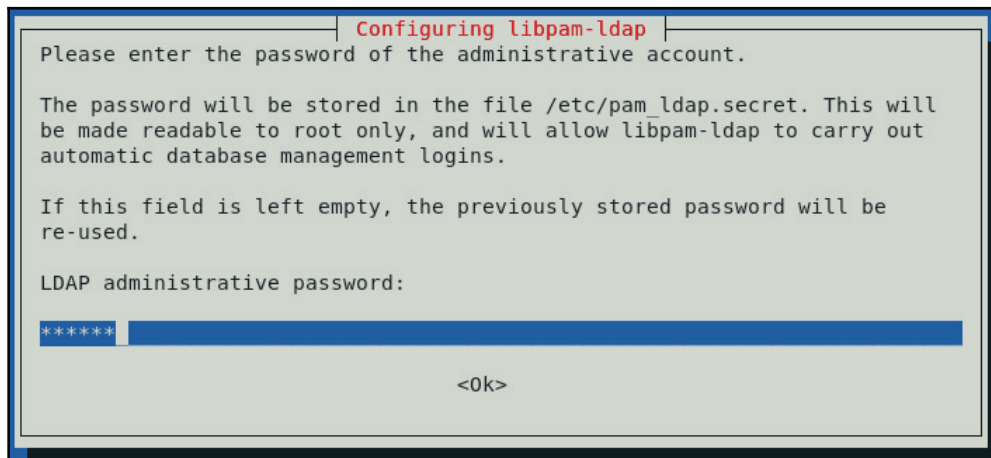 Configuring libpam-ldap
Please enter the password of the administrative account.
The password will be stored in the file /etc/pam_ldap.secret. This will
be made readable to root only, and will allow libpam-ldap to carry out
automatic database management logins.
If this field is left empty, the previously stored password will be
re-used.
LDAP administrative password:
******
<Ok>